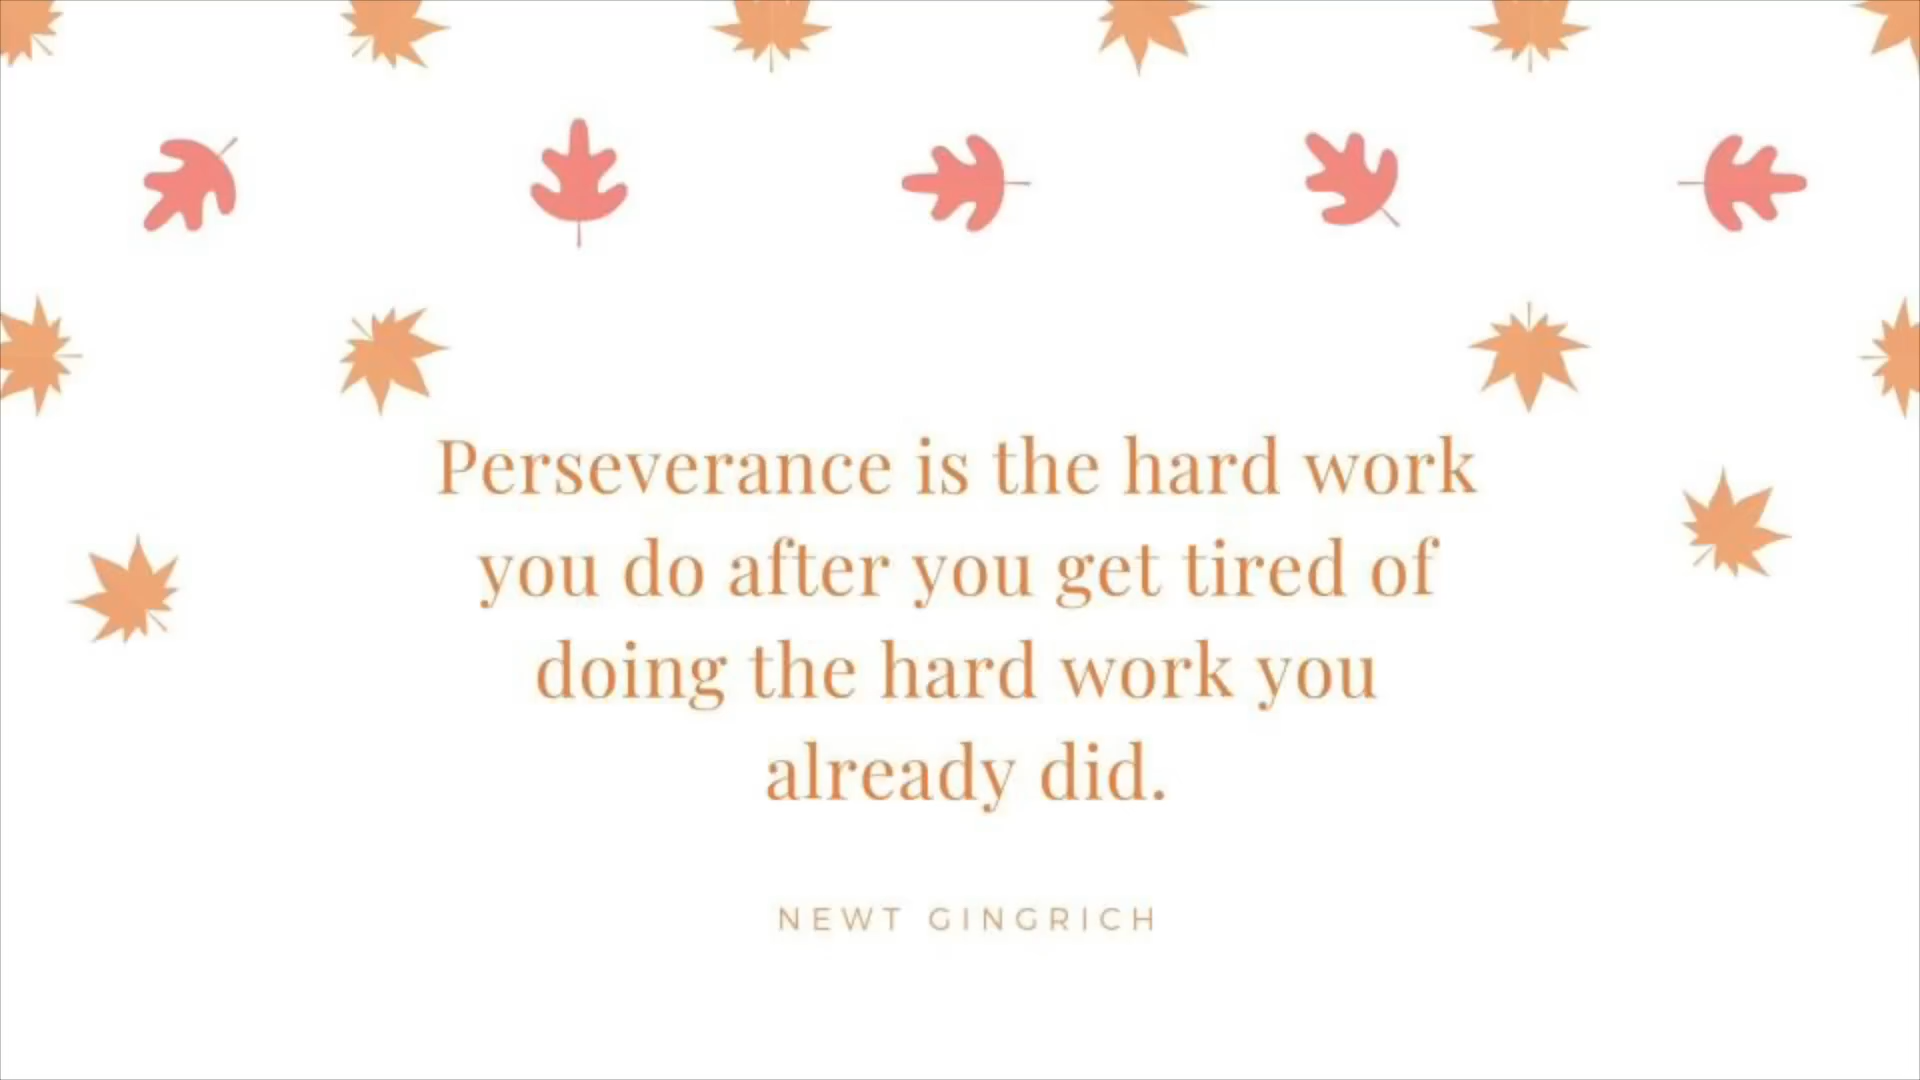 Perseverance is the hard work
you do after you get tired of
doing the hard work you
already did.
NEWT GINGRICH